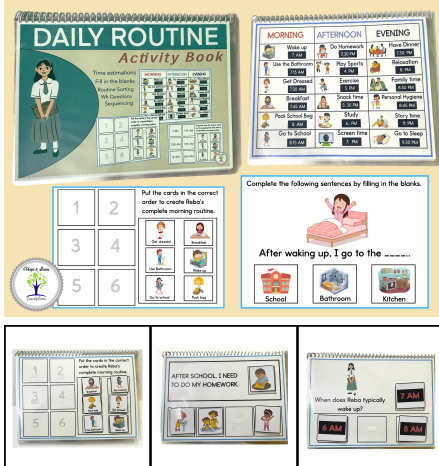 DAILY ROUTINE
Activity Book
Time estimations
Fill in the blanks
Routine Sorting
Wh Questions
Sequencing
MORNING AFTERNOON EVENING
Wake up
7 AM
Do Homework
3:30 PM
Have Dinner
7:30 PM
Use the Bathroom
7:15 AM
Play Sports
4 PM
Relaxation
8 PM
Get Dressed
7:30 AM
Exercise
5 PM
Family time
8:30 PM
Breakfast
7:45 AM
Snack time
5:30 PM
Personal Hygiene
8:45 PM
Pack School Bag
8 AM
Study
6 PM
Story time
9 PM
Go to School
8:15 AM
Screen time
7 PM
Go to Sleep
9:30 PM
Put the cards in the correct
order to create Reba's
complete morning routine.
1 2
3 4
5 6
Get dressed
Breakfast
Use Bathroom
Wake up
Go to school
Pack bag
Complete the following sentences by filling in the blanks.
After waking up, I go to the ____.
School
Bathroom
Kitchen
Put the cards in the correct
order to create Reba's
complete morning routine.
1 2
3 4
5 6
AFTER SCHOOL, I NEED
TO DO MY HOMEWORK.
When does Reba typically
wake up?
7 AM
6 AM
8 AM